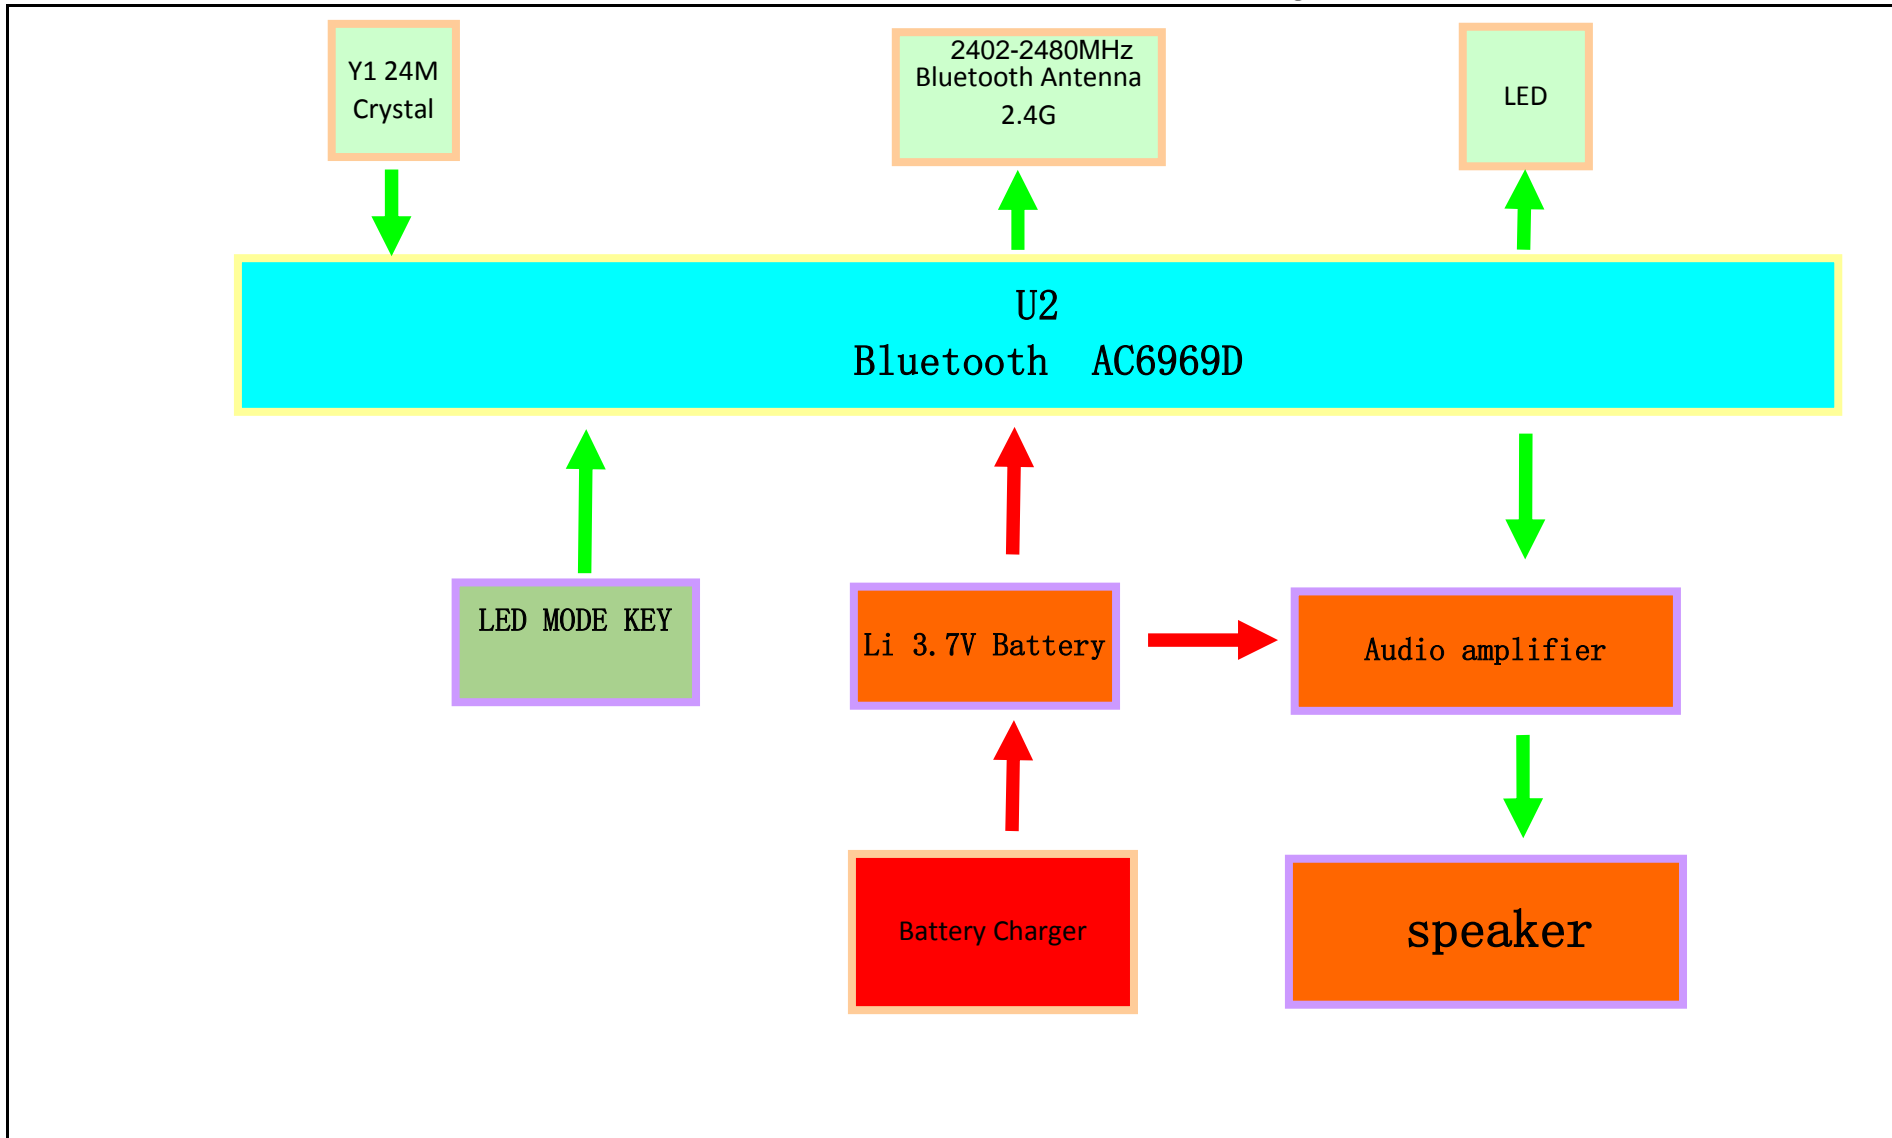 Y1 24M
Crystal
2402-2480MHz
Bluetooth Antenna
2.4G
LED
U2
Bluetooth AC6969D
LED MODE KEY
Li 3.7V Battery
Audio amplifier
Battery Charger
speaker